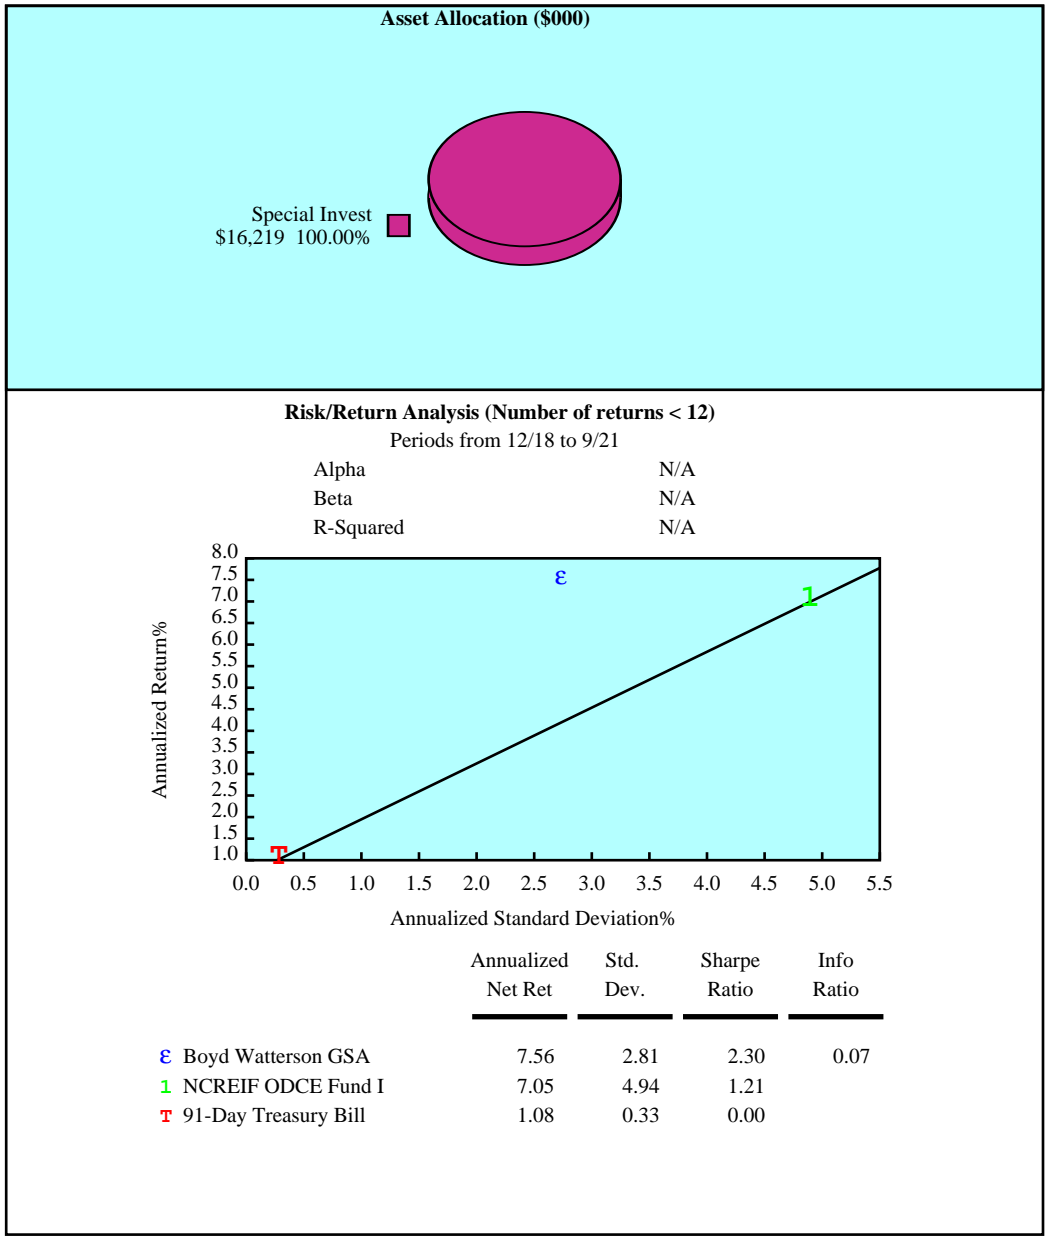 Asset Allocation ($000)
Special Invest
$16,219 100.00%
Risk/Return Analysis (Number of returns < 12)
Periods from 12/18 to 9/21
Alpha N/A
Beta N/A
R-Squared N/A
8.0
7.5
7.0
6.5
6.0
5.5
5.0
4.5
4.0
3.5
3.0
2.5
2.0
1.5
1.0
Annualized Return%
ε
1
T
0.0 0.5 1.0 1.5 2.0 2.5 3.0 3.5 4.0 4.5 5.0 5.5
Annualized Standard Deviation%
Annualized Std. Sharpe Info
Net Ret Dev. Ratio Ratio
ε Boyd Watterson GSA 7.56 2.81 2.30 0.07
1 NCREIF ODCE Fund I 7.05 4.94 1.21
T 91-Day Treasury Bill 1.08 0.33 0.00